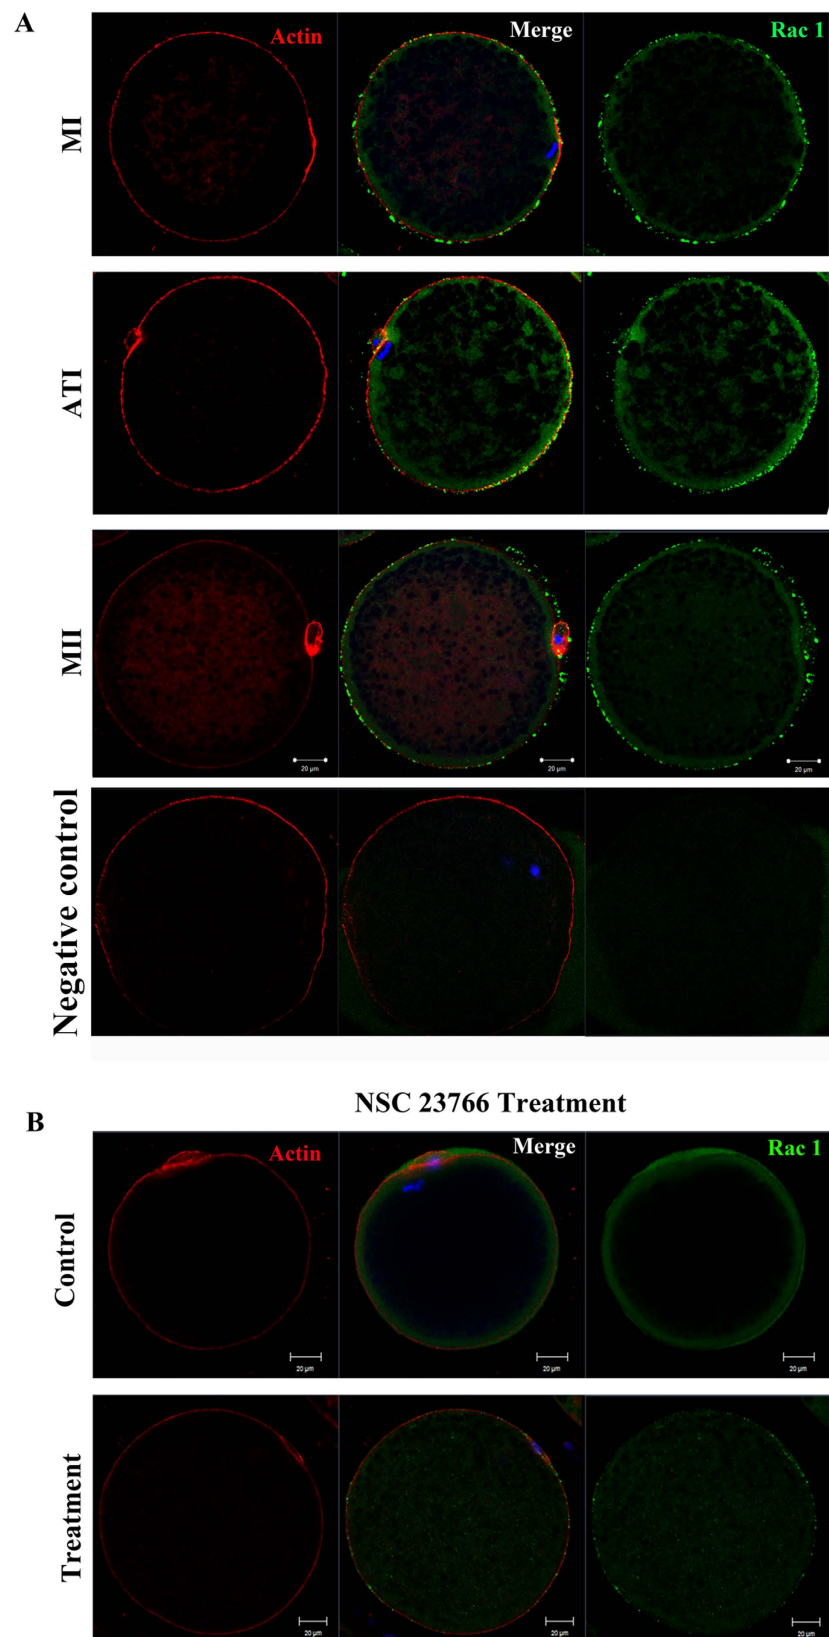 A
Actin
Merge
Rac 1
MI
ATI
MII
20 µm
20 µm
20 µm
Negative control
B
NSC 23766 Treatment
Actin
Merge
Rac 1
Control
20 µm
20 µm
20 µm
Treatment
20 µm
20 µm
20 µm